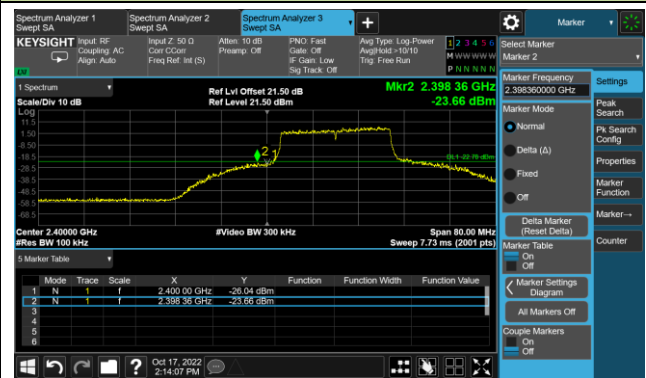 Spectrum Analyzer 1
Swept SA
Spectrum Analyzer 2
Swept SA
Spectrum Analyzer 3
Swept SA
Marker
KEYSIGHT
Input: RF
Coupling: AC
Align: Auto
Input Z: 50 Ω
Corr CCorr
Freq Ref: Int (S)
Atten: 10 dB
Preamp: Off
PNO: Fast
Gate: Off
IF Gain: Low
Sig Track: Off
Avg Type: Log-Power
Avg|Hold >10/10
Trig: Free Run
1 2 3 4 5 6
M W W W W W
P N N N N N
Select Marker
Marker 2
LXI
1 Spectrum
Scale/Div 10 dB
Log
Ref Lvl Offset 21.50 dB
Ref Level 21.50 dBm
Mkr2 2.398 36 GHz
-23.66 dBm
11.5
1.50
-8.50
-18.5
-28.5
-38.5
-48.5
-58.5
-68.5
2
1
DL1 -22.79 dBm
Center 2.40000 GHz
#Res BW 100 kHz
#Video BW 300 kHz
Span 80.00 MHz
Sweep 7.73 ms (2001 pts)
5 Marker Table
Mode Trace Scale X Y Function Function Width Function Value
1 N 1 f 2.400 00 GHz -26.04 dBm
2 N 1 f 2.398 36 GHz -23.66 dBm
3
4
5
6
Marker Frequency
2.398360000 GHz
Marker Mode
Normal
Delta (Δ)
Fixed
Off
Delta Marker
(Reset Delta)
Marker Table
On
Off
Marker Settings
Diagram
All Markers Off
Couple Markers
On
Off
Settings
Peak
Search
Pk Search
Config
Properties
Marker
Function
Marker→
Counter
?
Oct 17, 2022
2:14:07 PM